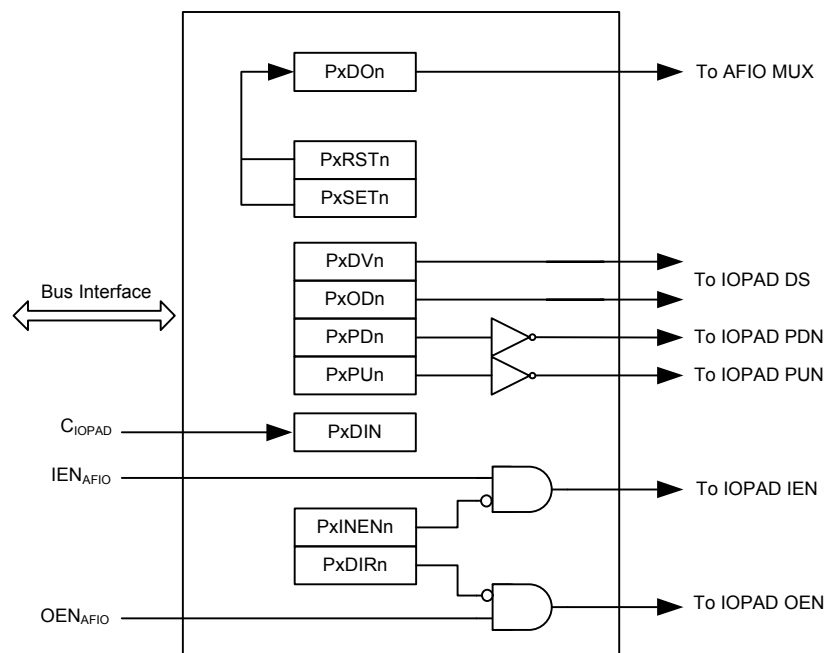 PxDOn
To AFIO MUX
PxRSTn
PxSETn
PxDVn
To IOPAD DS
Bus Interface
PxODn
PxPDn
To IOPAD PDN
PxPUn
To IOPAD PUN
CIOPAD
PxDIN
IENAFIO
To IOPAD IEN
PxINENn
PxDIRn
OENAFIO
To IOPAD OEN